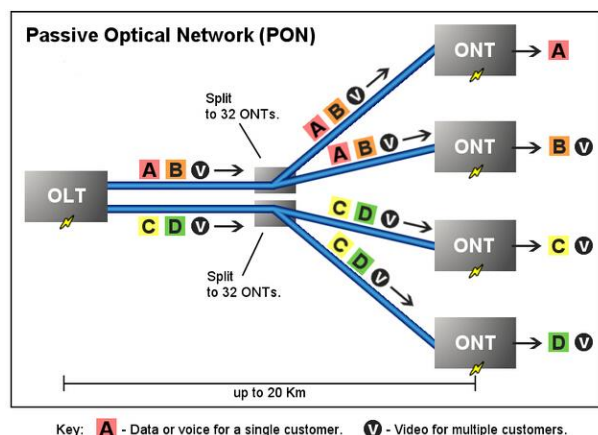 Passive Optical Network (PON)
Split
to 32 ONTs.
A B V
A B V
A B V
ONT
A
ONT
B V
OLT
C D V
C D V
C D V
ONT
C V
Split
to 32 ONTs.
ONT
D V
up to 20 Km
Key: A - Data or voice for a single customer. V - Video for multiple customers.